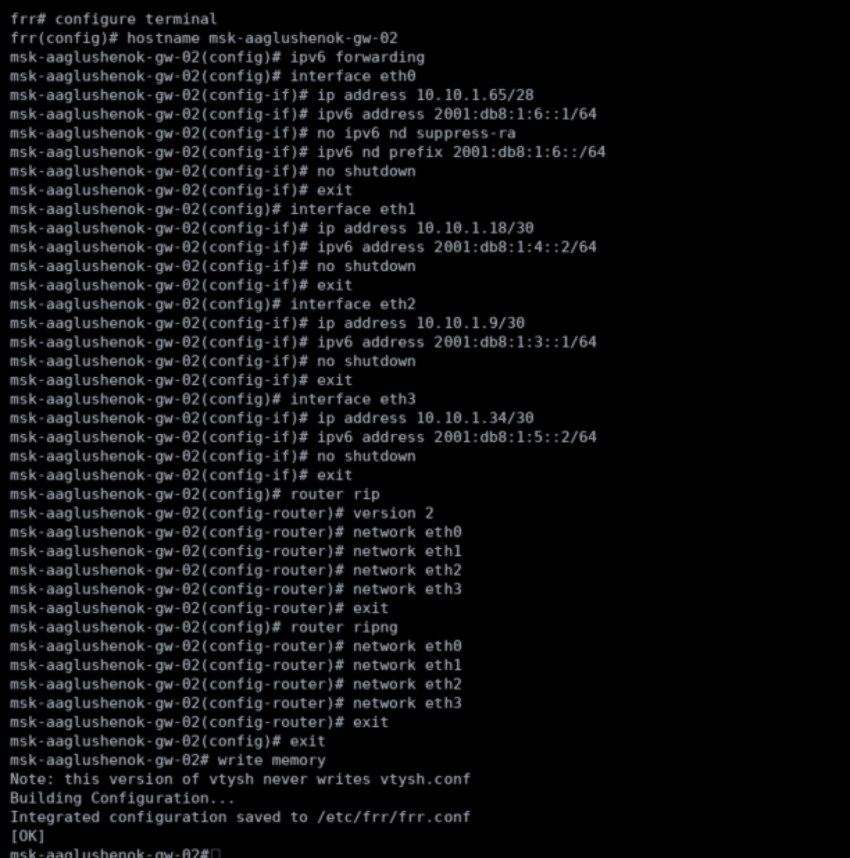 frr# configure terminal
frr(config)# hostname msk-aaglushenok-gw-02
msk-aaglushenok-gw-02(config)# ipv6 forwarding
msk-aaglushenok-gw-02(config)# interface eth0
msk-aaglushenok-gw-02(config-if)# ip address 10.10.1.65/28
msk-aaglushenok-gw-02(config-if)# ipv6 address 2001:db8:1:6::1/64
msk-aaglushenok-gw-02(config-if)# no ipv6 nd suppress-ra
msk-aaglushenok-gw-02(config-if)# ipv6 nd prefix 2001:db8:1:6::/64
msk-aaglushenok-gw-02(config-if)# no shutdown
msk-aaglushenok-gw-02(config-if)# exit
msk-aaglushenok-gw-02(config)# interface eth1
msk-aaglushenok-gw-02(config-if)# ip address 10.10.1.18/30
msk-aaglushenok-gw-02(config-if)# ipv6 address 2001:db8:1:4::2/64
msk-aaglushenok-gw-02(config-if)# no shutdown
msk-aaglushenok-gw-02(config-if)# exit
msk-aaglushenok-gw-02(config)# interface eth2
msk-aaglushenok-gw-02(config-if)# ip address 10.10.1.9/30
msk-aaglushenok-gw-02(config-if)# ipv6 address 2001:db8:1:3::1/64
msk-aaglushenok-gw-02(config-if)# no shutdown
msk-aaglushenok-gw-02(config-if)# exit
msk-aaglushenok-gw-02(config)# interface eth3
msk-aaglushenok-gw-02(config-if)# ip address 10.10.1.34/30
msk-aaglushenok-gw-02(config-if)# ipv6 address 2001:db8:1:5::2/64
msk-aaglushenok-gw-02(config-if)# no shutdown
msk-aaglushenok-gw-02(config-if)# exit
msk-aaglushenok-gw-02(config)# router rip
msk-aaglushenok-gw-02(config-router)# version 2
msk-aaglushenok-gw-02(config-router)# network eth0
msk-aaglushenok-gw-02(config-router)# network eth1
msk-aaglushenok-gw-02(config-router)# network eth2
msk-aaglushenok-gw-02(config-router)# network eth3
msk-aaglushenok-gw-02(config-router)# exit
msk-aaglushenok-gw-02(config)# router ripng
msk-aaglushenok-gw-02(config-router)# network eth0
msk-aaglushenok-gw-02(config-router)# network eth1
msk-aaglushenok-gw-02(config-router)# network eth2
msk-aaglushenok-gw-02(config-router)# network eth3
msk-aaglushenok-gw-02(config-router)# exit
msk-aaglushenok-gw-02(config)# exit
msk-aaglushenok-gw-02# write memory
Note: this version of vtysh never writes vtysh.conf
Building Configuration...
Integrated configuration saved to /etc/frr/frr.conf
[OK]
msk-aaglushenok-gw-02#